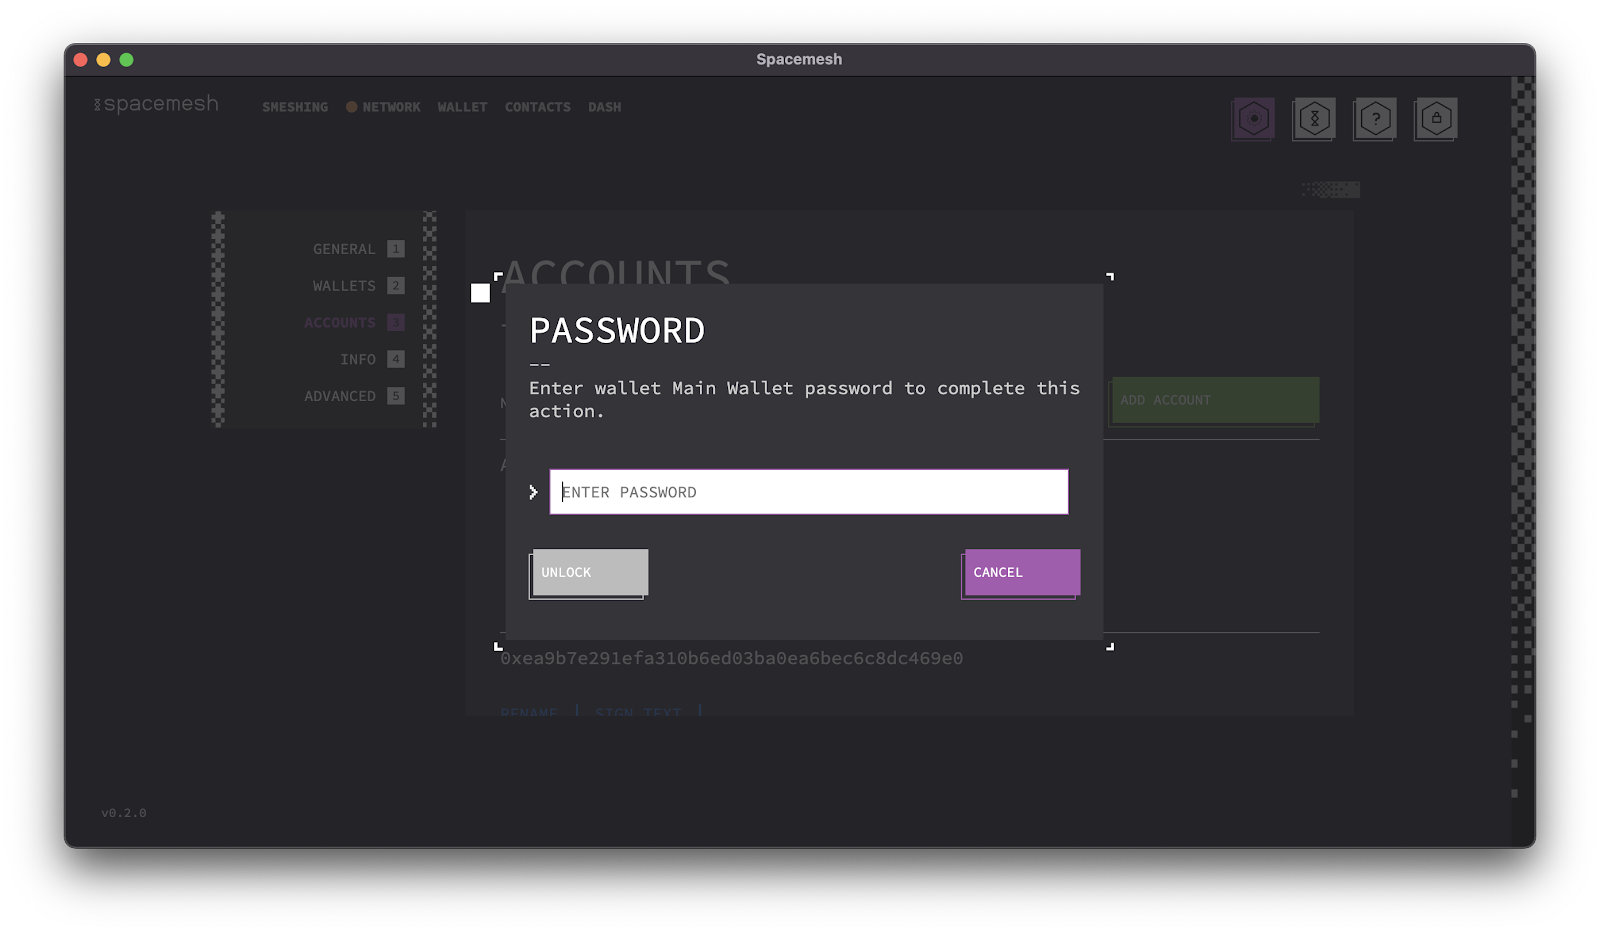 Spacemesh
spacemesh
SMESHING NETWORK WALLET CONTACTS DASH
?
GENERAL 1
WALLETS 2
ACCOUNTS 3
INFO 4
ADVANCED 5
ACCOUNTS
PASSWORD
--
Enter wallet Main Wallet password to complete this
action.
ADD ACCOUNT
ENTER PASSWORD
UNLOCK
CANCEL
0xea9b7e291efa310b6ed03ba0ea6bec6c8dc469e0
RENAME | SIGN TEXT |
v0.2.0